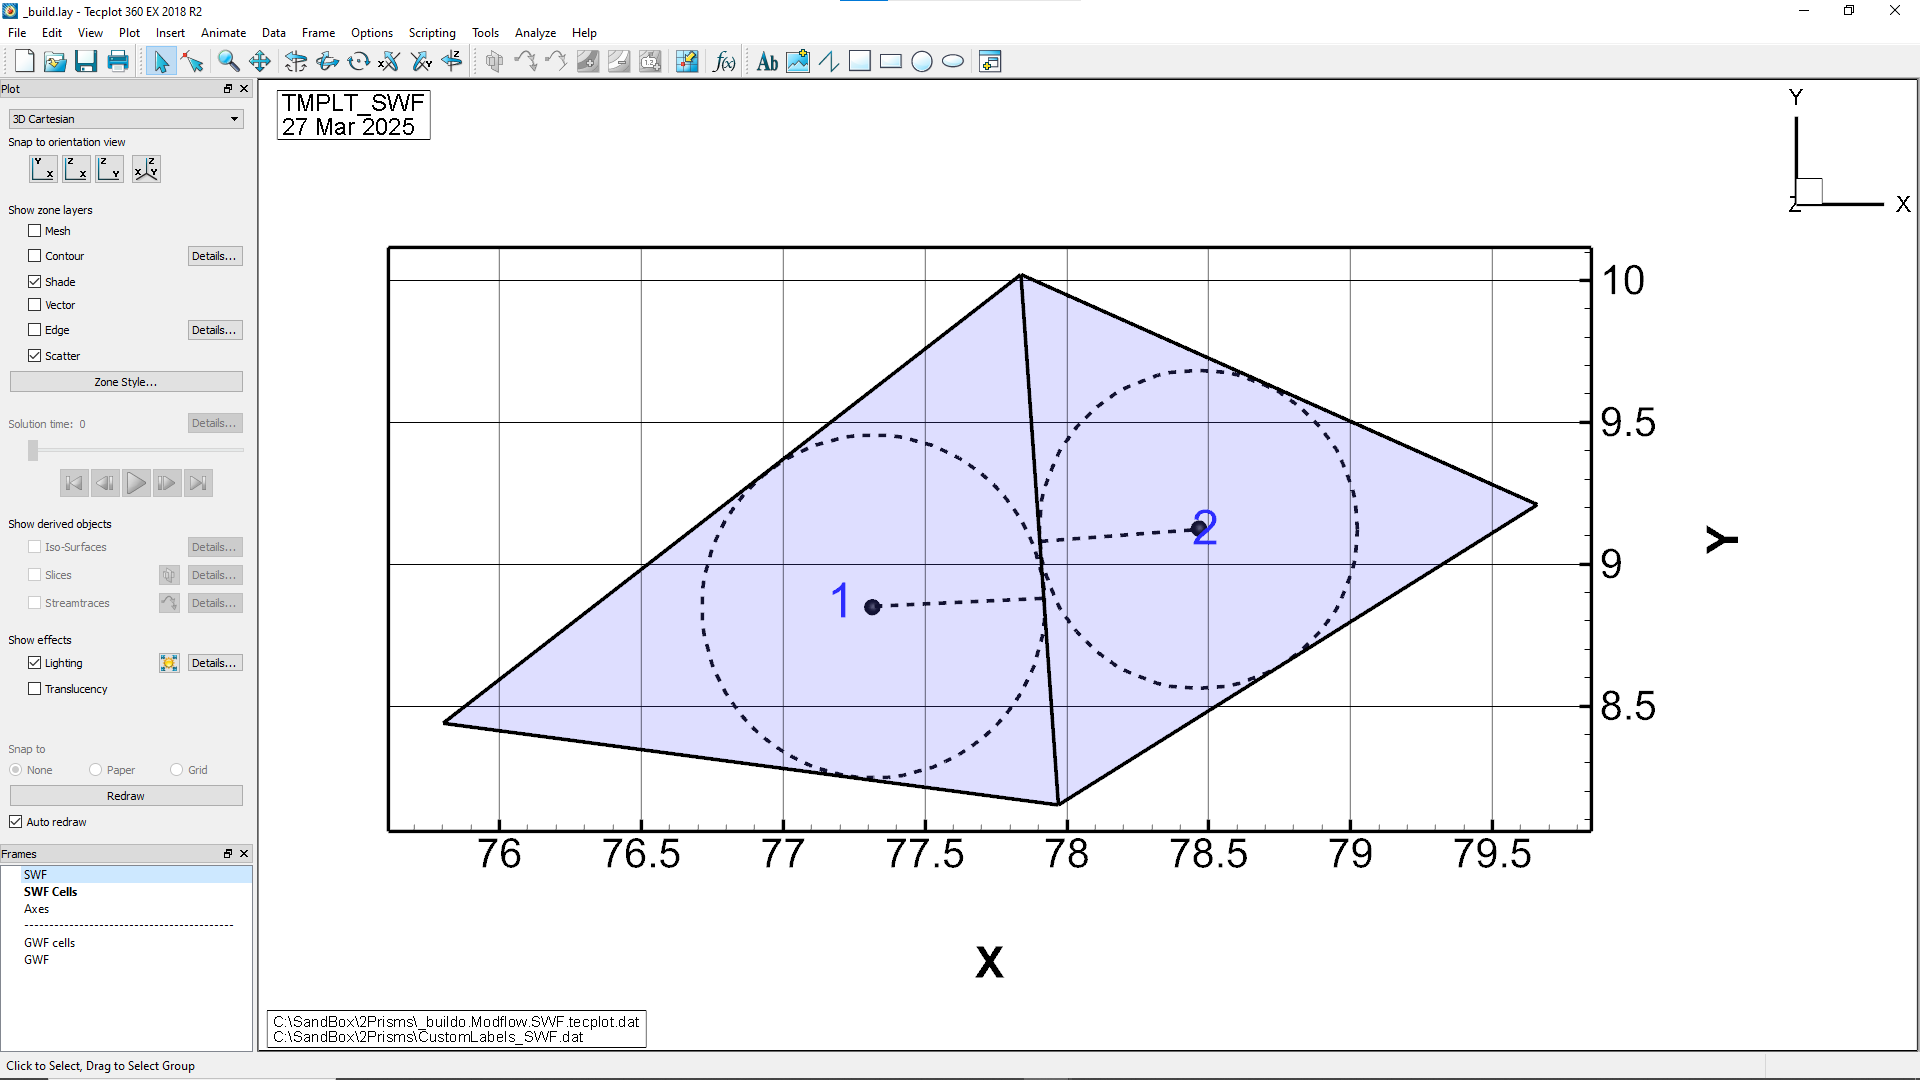 _build.lay - Tecplot 360 EX 2018 R2
File Edit View Plot Insert Animate Data Frame Options Scripting Tools Analyze Help
Plot
3D Cartesian
Snap to orientation view
Y X Z X Z Y Z X Y
Show zone layers
Mesh
Contour Details...
Shade
Vector
Edge Details...
Scatter
Zone Style...
Solution time: 0 Details...
Show derived objects
Iso-Surfaces Details...
Slices Details...
Streamtraces Details...
Show effects
Lighting Details...
Translucency
Snap to
None Paper Grid
Redraw
Auto redraw
Frames
SWF
SWF Cells
Axes
GWF cells
GWF
Click to Select, Drag to Select Group
TMPLT_SWF
27 Mar 2025
Y
Z X
10
9.5
9
8.5
Y
1
2
76 76.5 77 77.5 78 78.5 79 79.5
X
C:\SandBox\2Prisms\_buildo.Modflow.SWF.tecplot.dat
C:\SandBox\2Prisms\CustomLabels_SWF.dat